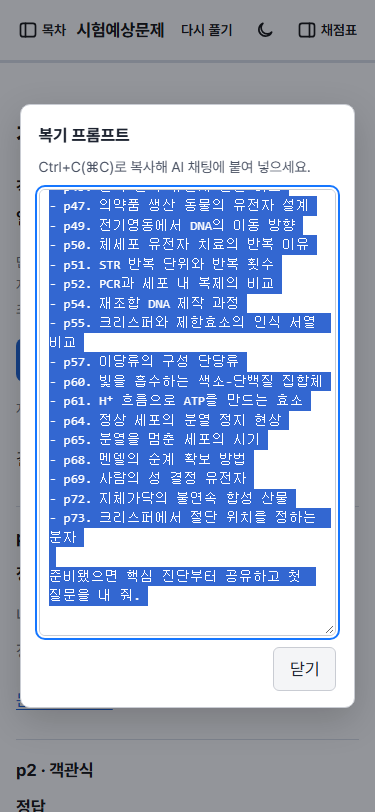 목차 시험예상문제 다시 풀기 채점표
복기 프롬프트
Ctrl+C(⌘C)로 복사해 AI 채팅에 붙여 넣으세요.
- p47. 의약품 생산 동물의 유전자 설계
- p49. 전기영동에서 DNA의 이동 방향
- p50. 체세포 유전자 치료의 반복 이유
- p51. STR 반복 단위와 반복 횟수
- p52. PCR과 세포 내 복제의 비교
- p54. 재조합 DNA 제작 과정
- p55. 크리스퍼와 제한효소의 인식 서열
비교
- p57. 이당류의 구성 단당류
- p60. 빛을 흡수하는 색소-단백질 집합체
- p61. H⁺ 흐름으로 ATP를 만드는 효소
- p64. 정상 세포의 분열 정지 현상
- p65. 분열을 멈춘 세포의 시기
- p68. 멘델의 순계 확보 방법
- p69. 사람의 성 결정 유전자
- p72. 지체가닥의 불연속 합성 산물
- p73. 크리스퍼에서 절단 위치를 정하는
분자
준비됐으면 핵심 진단부터 공유하고 첫
질문을 내 줘.
닫기
p2 · 객관식
정답